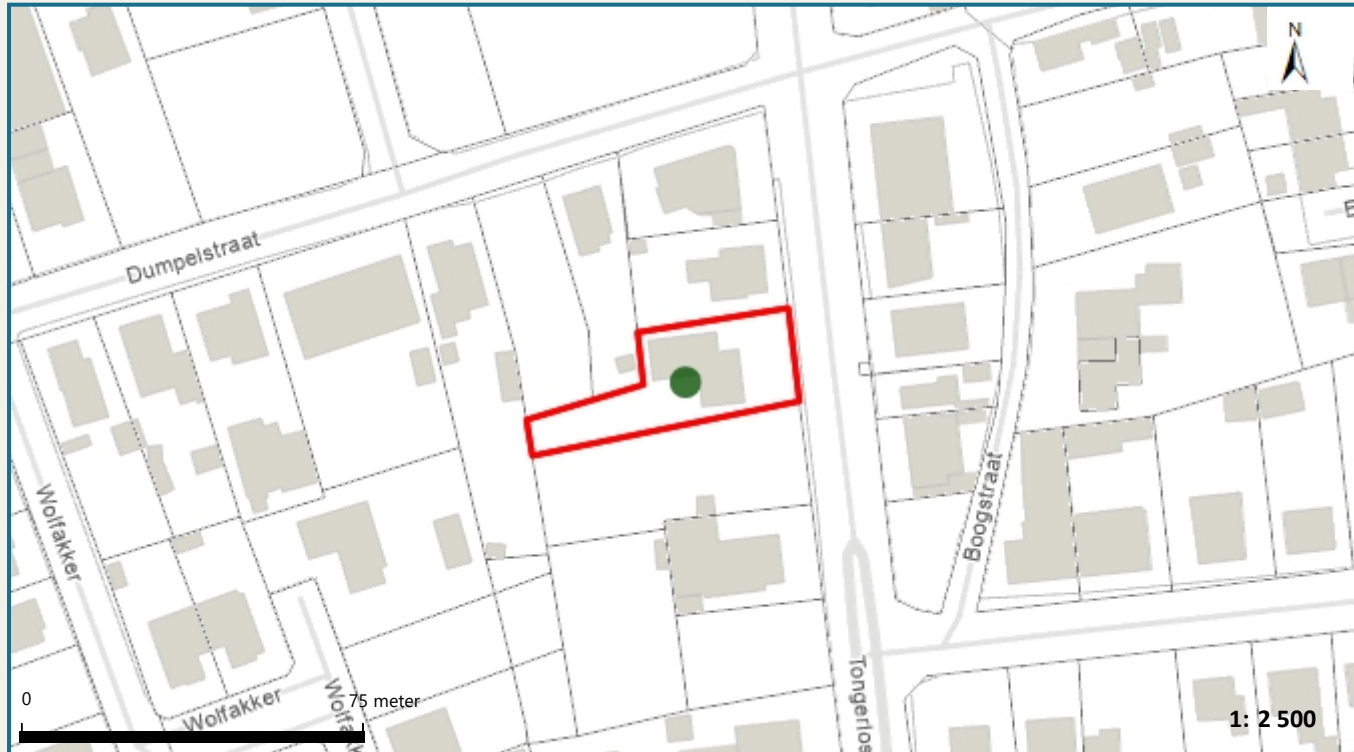 N
Dumpelstraat
Wolfakker
Boogstraat
Tongerlos
0
75 meter
Wolfakker
1: 2 500